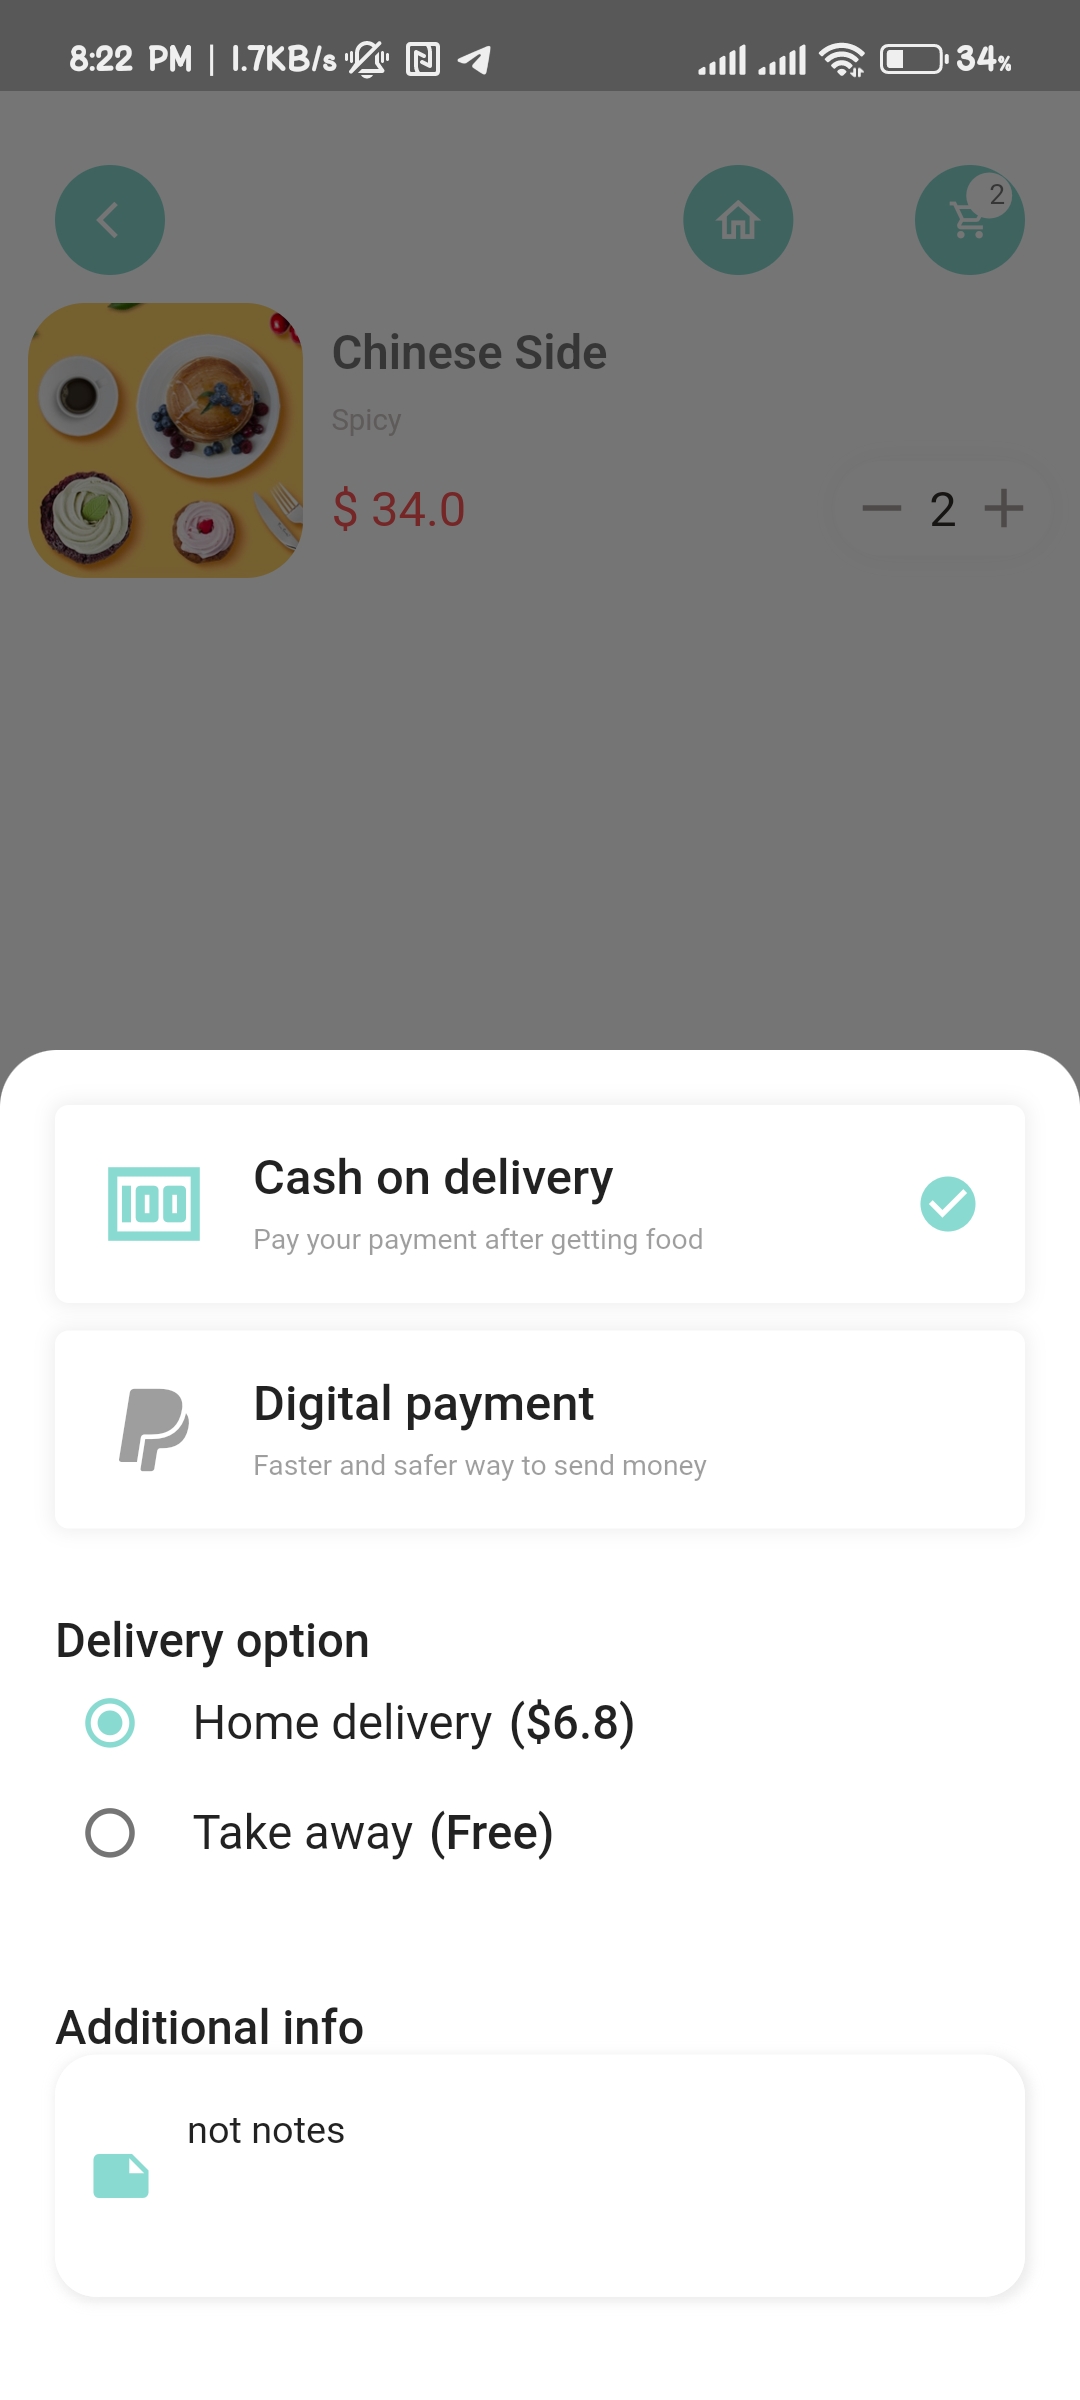 8:22 PM | 1.7KB/s
34%
2
Chinese Side
Spicy
$ 34.0
2
100
Cash on delivery
Pay your payment after getting food
Digital payment
Faster and safer way to send money
Delivery option
Home delivery ($6.8)
Take away (Free)
Additional info
not notes